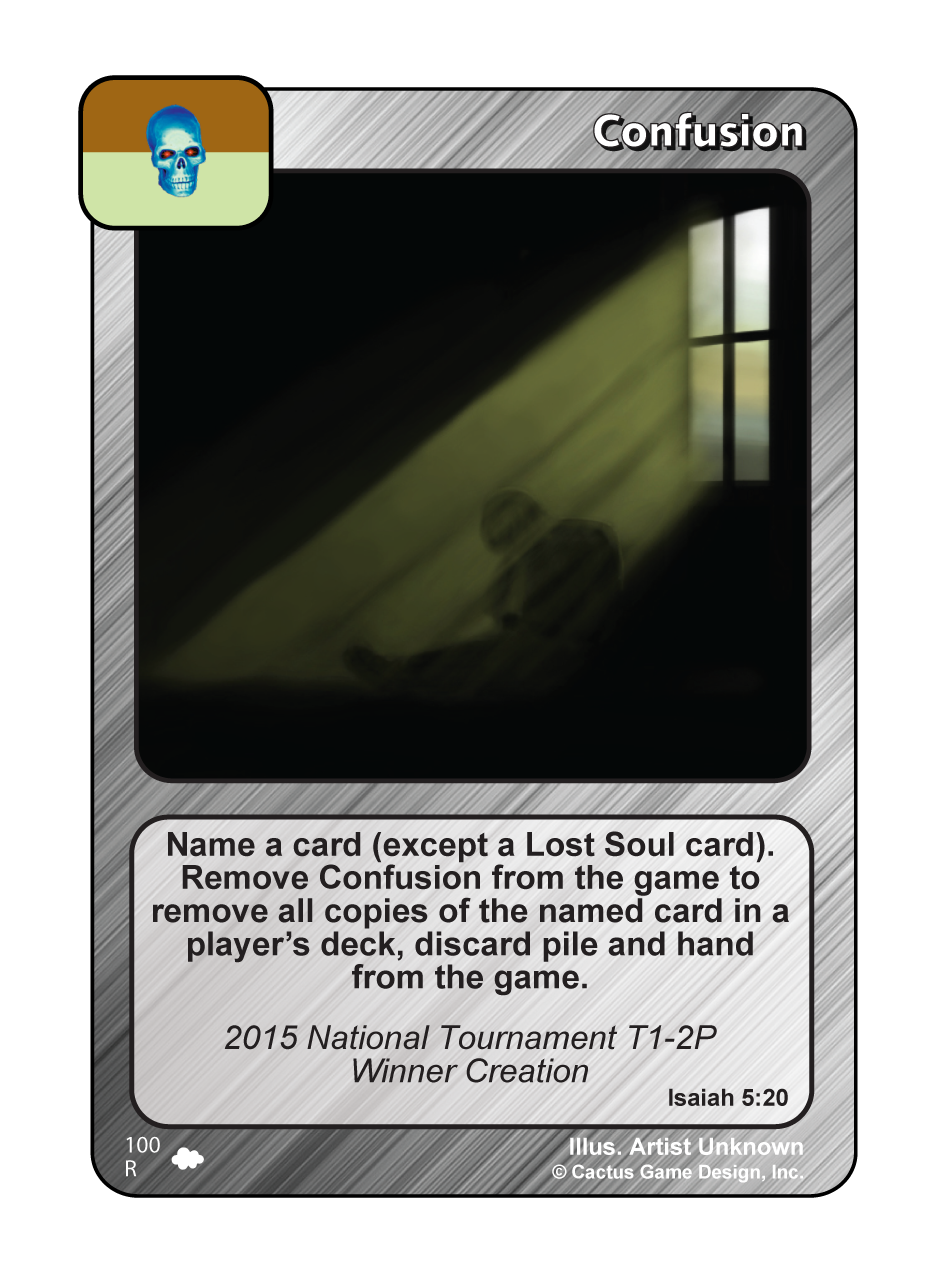 Confusion
Name a card (except a Lost Soul card).
Remove Confusion from the game to
remove all copies of the named card in a
player's deck, discard pile and hand
from the game.
2015 National Tournament T1-2P
Winner Creation
Isaiah 5:20
100
R
Illus. Artist Unknown
© Cactus Game Design, Inc.